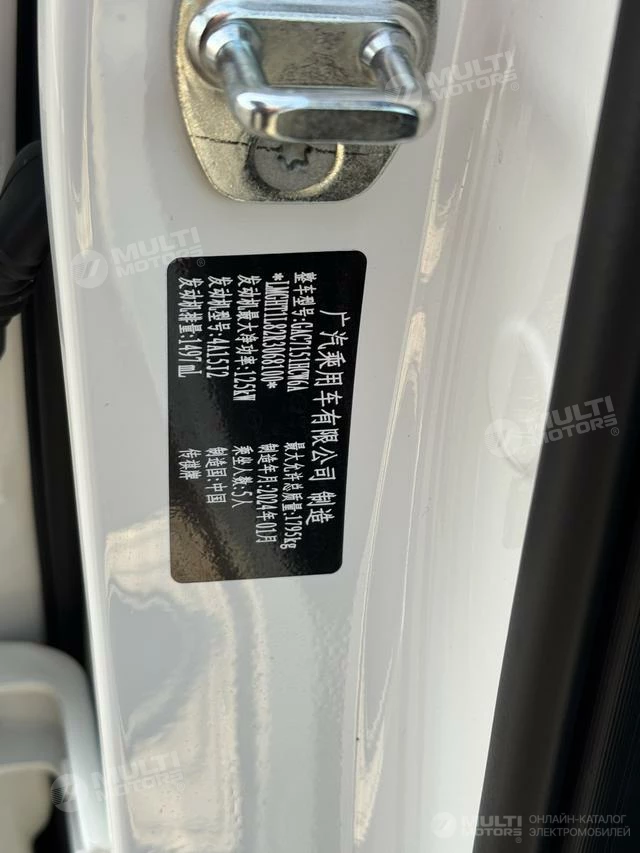 广汽乘用车有限公司 制造
整车型号:GAC7151HCW6A 最大允许总质量:1795kg
发动机最大净功率:125kW 乘坐人数:5人
制造年月:2024年01月
发动机型号:4A15J2 制造国:中国
发动机排量:1497mL 传祺牌
MULTI MOTORS®
MULTI MOTORS®
MULTI MOTORS®
MULTI MOTORS®
MULTI MOTORS® ОНЛАЙН-КАТАЛОГ
ЭЛЕКТРОМОБИЛЕЙ